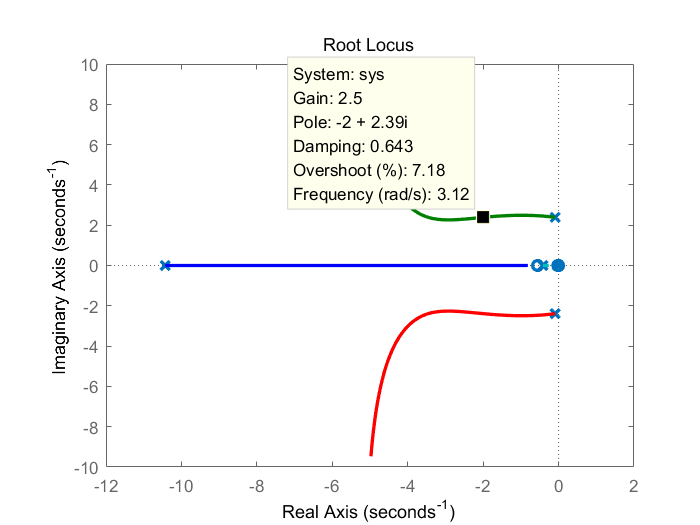 Root Locus
System: sys
Gain: 2.5
Pole: -2 + 2.39i
Damping: 0.643
Overshoot (%): 7.18
Frequency (rad/s): 3.12
Imaginary Axis (seconds-1)
10
8
6
4
2
0
-2
-4
-6
-8
-10
-12
-10
-8
-6
-4
-2
0
2
Real Axis (seconds-1)